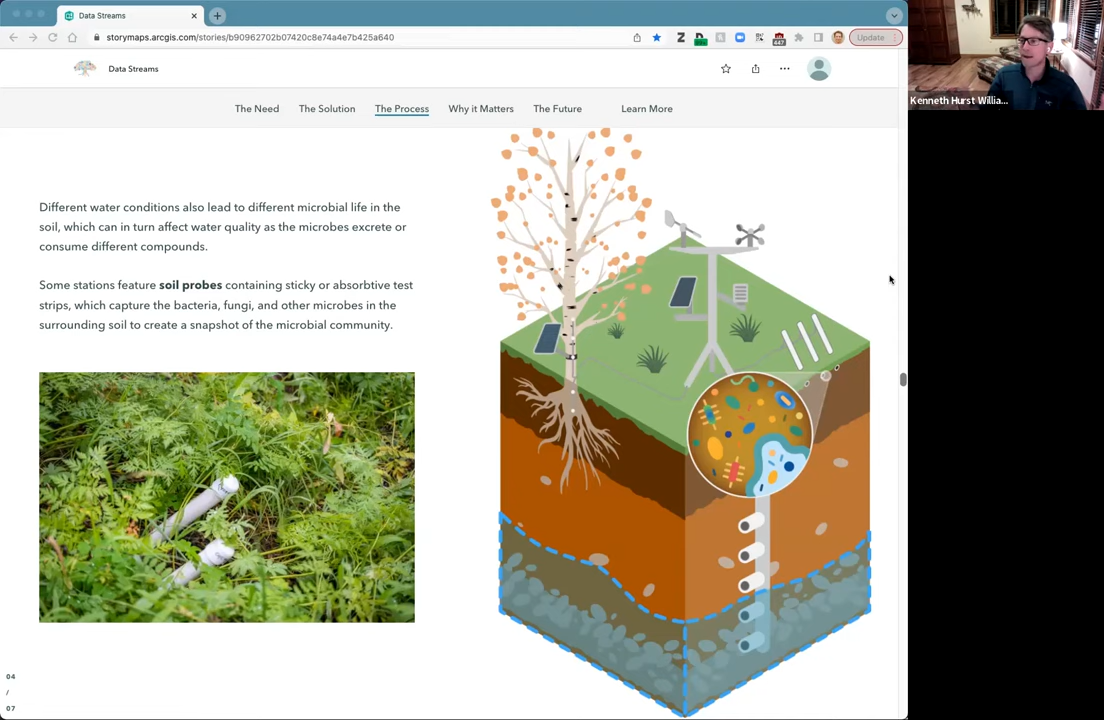 Data Streams
storymaps.arcgis.com/stories/b90962702b07420c8e74a4e7b425a640
Z
447
Update
Data Streams
The Need
The Solution
The Process
Why it Matters
The Future
Learn More
Kenneth Hurst Willia...
Different water conditions also lead to different microbial life in the
soil, which can in turn affect water quality as the microbes excrete or
consume different compounds.
Some stations feature soil probes containing sticky or absorbtive test
strips, which capture the bacteria, fungi, and other microbes in the
surrounding soil to create a snapshot of the microbial community.
04
/
07